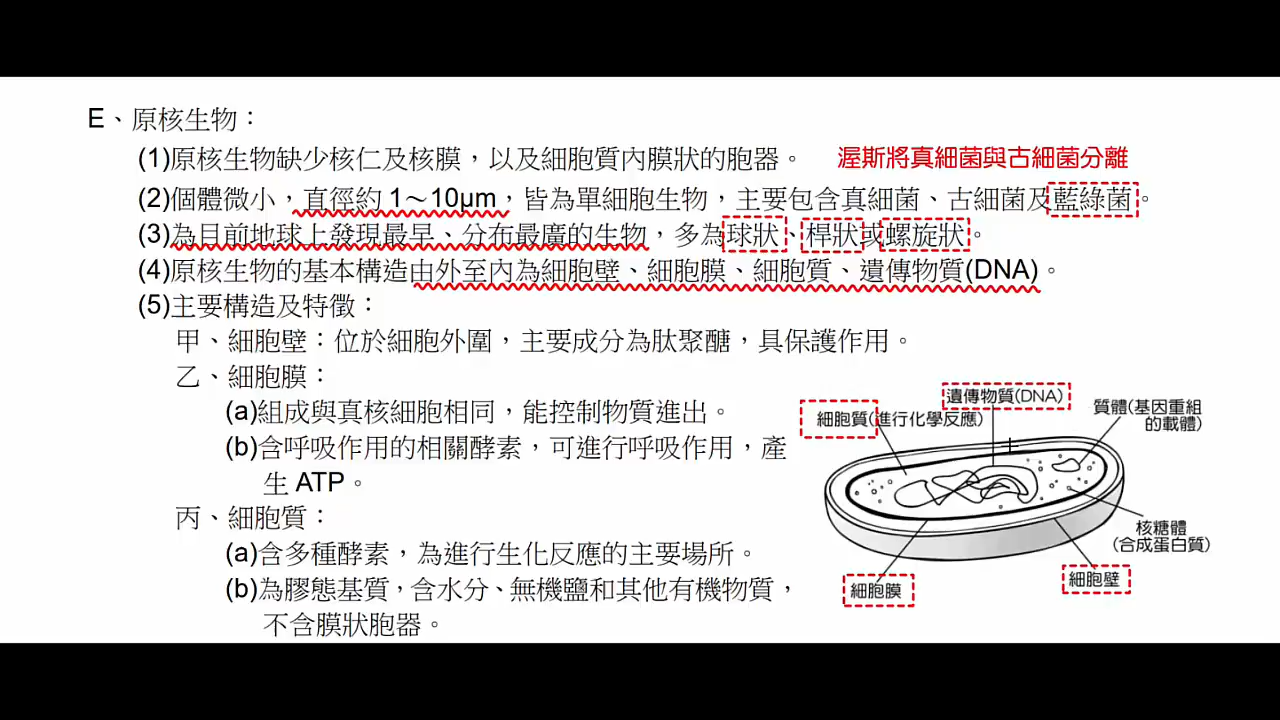 E、原核生物：
(1)原核生物缺少核仁及核膜，以及細胞質內膜狀的胞器。 渥斯將真細菌與古細菌分離
(2)個體微小，直徑約 1～10μm，皆為單細胞生物，主要包含真細菌、古細菌及藍綠菌。
(3)為目前地球上發現最早、分布最廣的生物，多為球狀、桿狀或螺旋狀。
(4)原核生物的基本構造由外至內為細胞壁、細胞膜、細胞質、遺傳物質(DNA)。
(5)主要構造及特徵：
甲、細胞壁：位於細胞外圍，主要成分為肽聚醣，具保護作用。
乙、細胞膜：
(a)組成與真核細胞相同，能控制物質進出。
(b)含呼吸作用的相關酵素，可進行呼吸作用，產
生 ATP。
丙、細胞質：
(a)含多種酵素，為進行生化反應的主要場所。
(b)為膠態基質，含水分、無機鹽和其他有機物質，
不含膜狀胞器。
遺傳物質(DNA)
細胞質(進行化學反應)
質體(基因重組
的載體)
核糖體
(合成蛋白質)
細胞壁
細胞膜